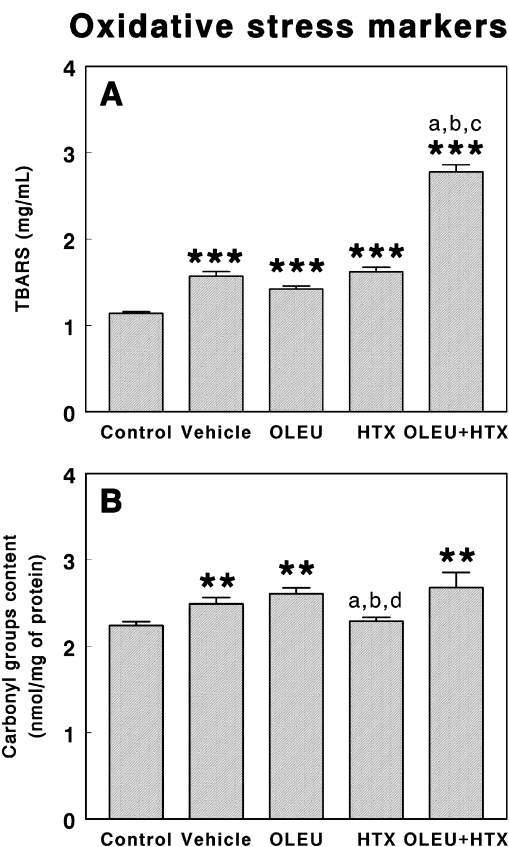 Oxidative stress markers
4
A
a,b,c
***
3
TBARS (mg/mL)
***
***
***
2
1
0
Control Vehicle OLEU HTX OLEU+HTX
4
B
3
**
**
**
a,b,d
Carbonyl groups content
(nmol/mg of protein)
2
1
0
Control Vehicle OLEU HTX OLEU+HTX